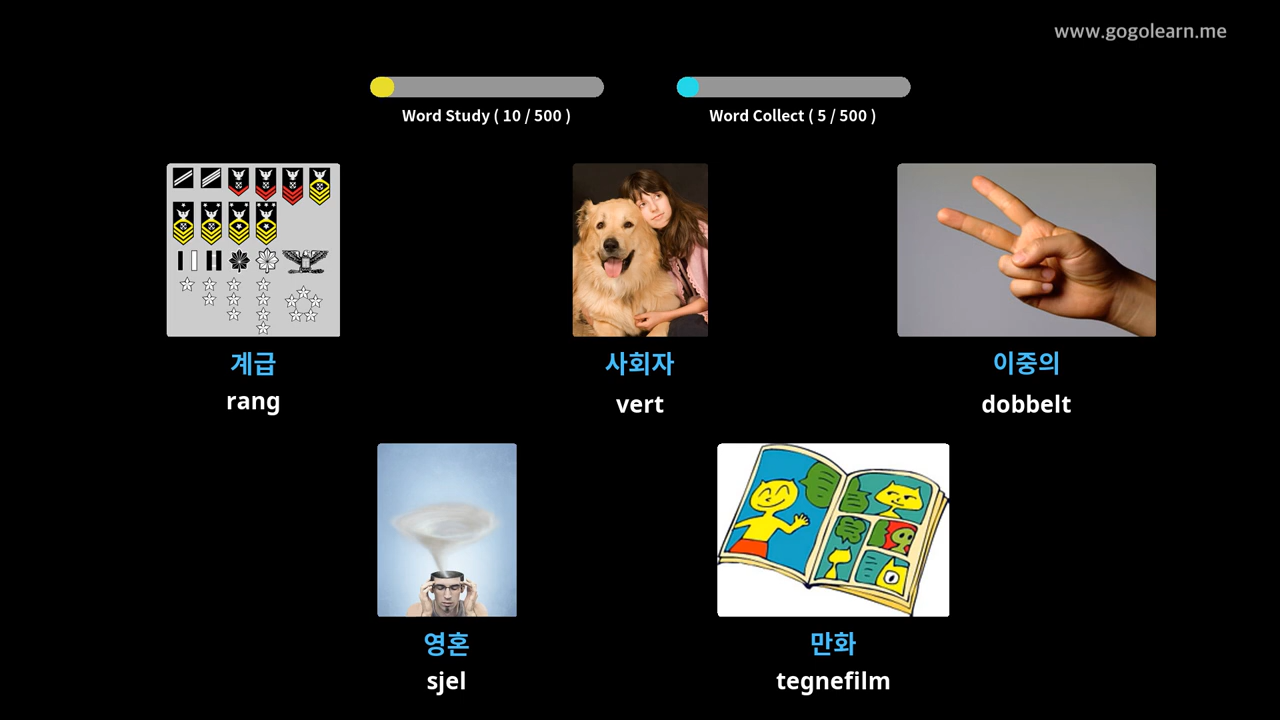 www.gogolearn.me
Word Study ( 10 / 500 )
Word Collect ( 5 / 500 )
계급
rang
사회자
vert
이중의
dobbelt
영혼
sjel
만화
tegnefilm